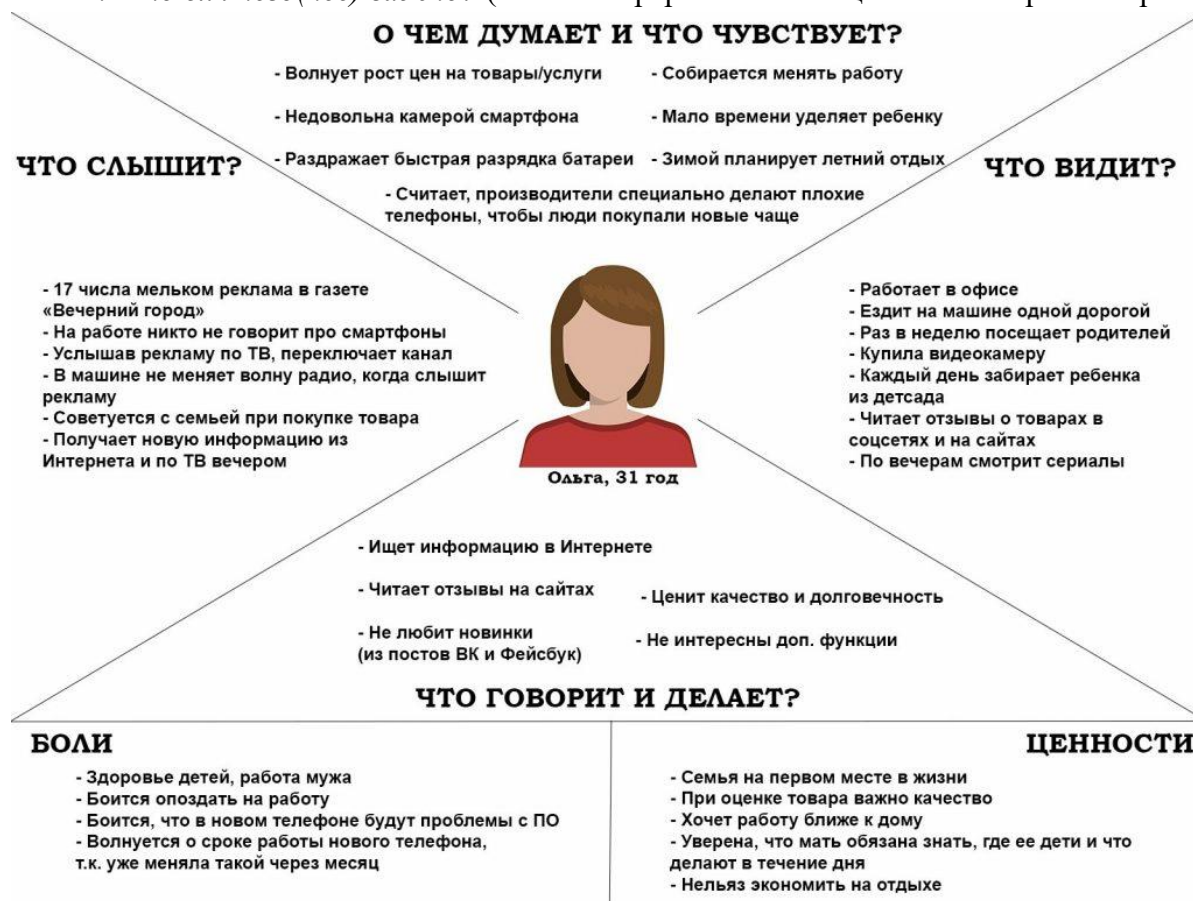 О ЧЕМ ДУМАЕТ И ЧТО ЧУВСТВУЕТ?
- Волнует рост цен на товары/услуги
- Собирается менять работу
- Недовольна камерой смартфона
- Мало времени уделяет ребенку
- Раздражает быстрая разрядка батареи
- Зимой планирует летний отдых
- Считает, производители специально делают плохие
телефоны, чтобы люди покупали новые чаще
ЧТО СЛЫШИТ?
- 17 числа мельком реклама в газете
«Вечерний город»
- На работе никто не говорит про смартфоны
- Услышав рекламу по ТВ, переключает канал
- В машине не меняет волну радио, когда слышит
рекламу
- Советуется с семьей при покупке товара
- Получает новую информацию из
Интернета и по ТВ вечером
ЧТО ВИДИТ?
- Работает в офисе
- Ездит на машине одной дорогой
- Раз в неделю посещает родителей
- Купила видеокамеру
- Каждый день забирает ребенка
из детсада
- Читает отзывы о товарах в
соцсетях и на сайтах
- По вечерам смотрит сериалы
Ольга, 31 год
- Ищет информацию в Интернете
- Читает отзывы на сайтах
- Не любит новинки
(из постов ВК и Фейсбук)
- Ценит качество и долговечность
- Не интересны доп. функции
ЧТО ГОВОРИТ И ДЕЛАЕТ?
БОЛИ
- Здоровье детей, работа мужа
- Боится опоздать на работу
- Боится, что в новом телефоне будут проблемы с ПО
- Волнуется о сроке работы нового телефона,
т.к. уже меняла такой через месяц
ЦЕННОСТИ
- Семья на первом месте в жизни
- При оценке товара важно качество
- Хочет работу ближе к дому
- Уверена, что мать обязана знать, где ее дети и что
делают в течение дня
- Нельяз экономить на отдыхе